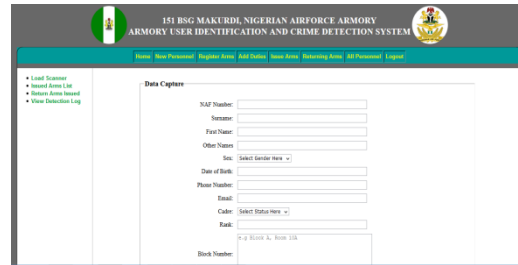 151 BSG MAKURDI, NIGERIAN AIRFORCE ARMORY
ARMORY USER IDENTIFICATION AND CRIME DETECTION SYSTEM
Home New Personnel Register Arms Add Duties Issue Arms Returning Arms All Personnel Logout
Load Scanner
Issued Arms List
Return Arms Issued
View Detection Log
Data Capture
NAF Number:
Surname:
First Name:
Other Names
Sex: Select Gender Here
Date of Birth:
Phone Number:
Email:
Cader: Select Status Here
Rank:
e.g Block A, Room 10A
Block Number: